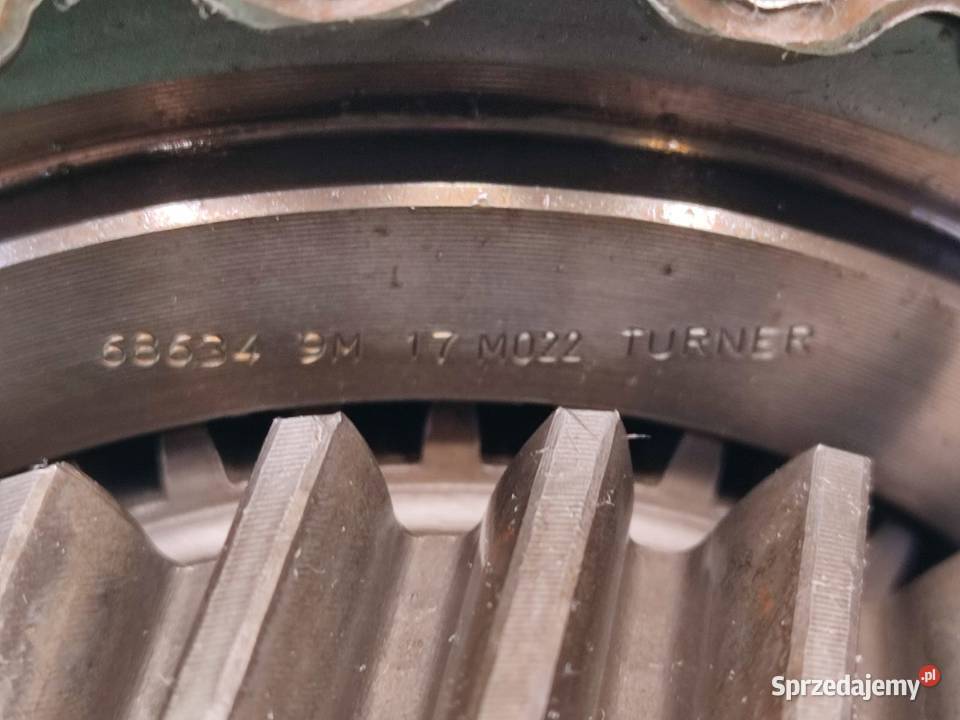 68634 9M 17 M022 TURNER
Sprzedajemy.pl